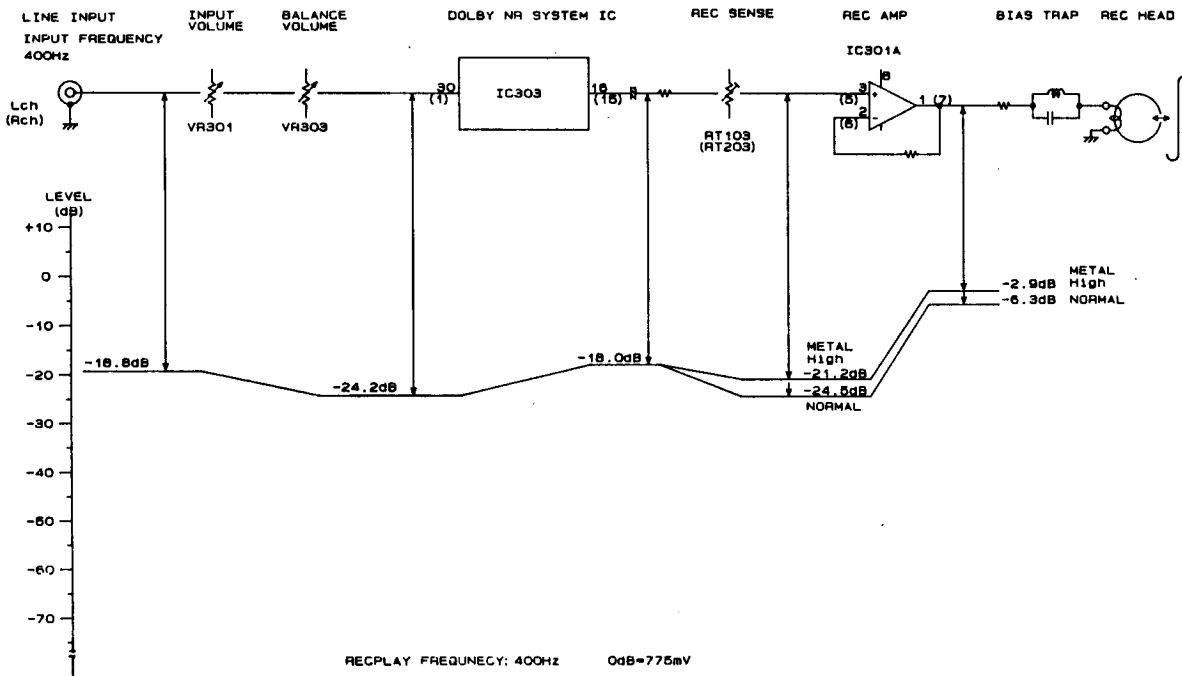 LINE INPUT
INPUT FREQUENCY
400Hz
INPUT
VOLUME
BALANCE
VOLUME
DOLBY NR SYSTEM IC
REC SENSE
REC AMP
BIAS TRAP
REC HEAD
IC301A
Lch
(Rch)
VR301
VR303
30
(1)
IC303
16
(15)
RT103
(RT203)
3
(5)
2
(6)
8
+
-
1 (7)
LEVEL
(dB)
+10
0
-10
-20
-30
-40
-50
-60
-70
-18.8dB
-24.2dB
-18.0dB
METAL
High
-21.2dB
-24.5dB
NORMAL
-2.9dB
METAL
High
-6.3dB
NORMAL
RECPLAY FREQUNECY: 400Hz 0dB=775mV